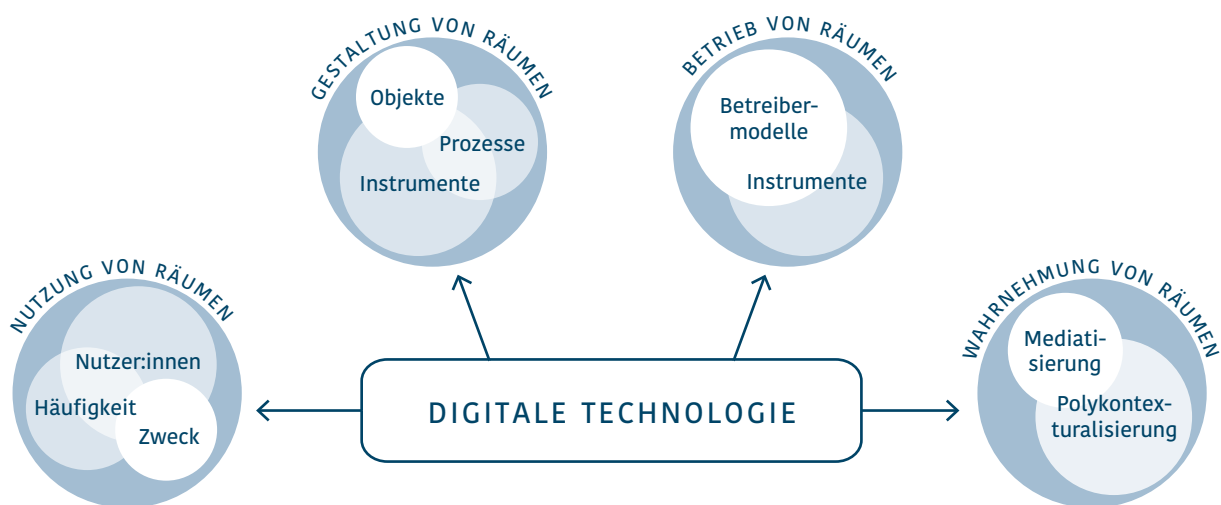 GESTALTUNG VON RÄUMEN
Objekte
Prozesse
Instrumente
BETRIEB VON RÄUMEN
Betreiber-
modelle
Instrumente
NUTZUNG VON RÄUMEN
Nutzer:innen
Häufigkeit
Zweck
DIGITALE TECHNOLOGIE
WAHRNEHMUNG VON RÄUMEN
Mediati-
sierung
Polykontex-
turalisierung